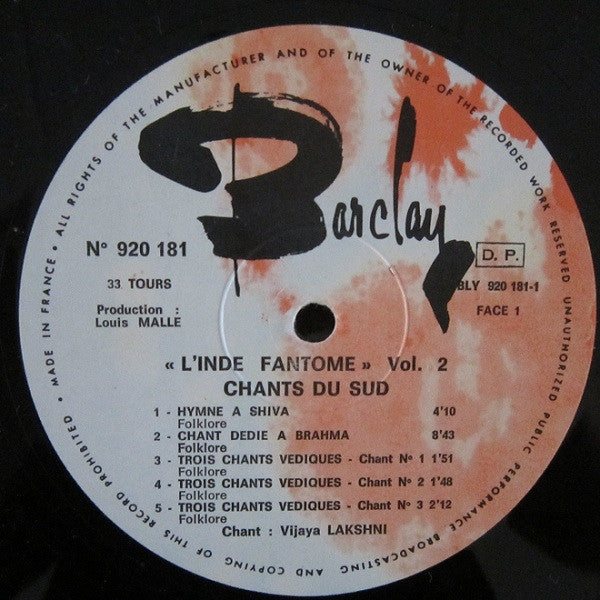 MADE IN FRANCE • ALL RIGHTS OF THE MANUFACTURER AND OF THE OWNER OF THE RECORDED WORK RESERVED UNAUTHORIZED PUBLIC PERFORMANCE BROADCASTING AND COPYING OF THIS RECORD PROHIBITED •
Barclay
N° 920 181
D. P.
33 TOURS
BLY 920 181-1
Production :
Louis MALLE
FACE 1
« L'INDE FANTOME » Vol. 2
CHANTS DU SUD
1 - HYMNE A SHIVA 4'10
Folklore
2 - CHANT DEDIE A BRAHMA 8'43
Folklore
3 - TROIS CHANTS VEDIQUES - Chant N° 1 1'51
Folklore
4 - TROIS CHANTS VEDIQUES - Chant N° 2 1'48
Folklore
5 - TROIS CHANTS VEDIQUES - Chant N° 3 2'12
Folklore
Chant : Vijaya LAKSHNI